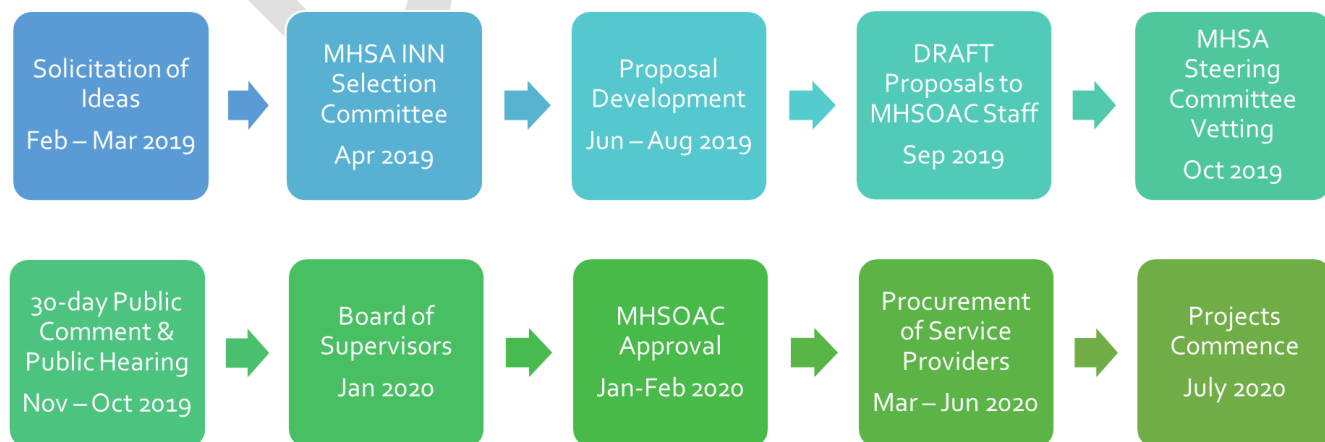 Solicitation of
Ideas
Feb – Mar 2019
MHSA INN
Selection
Committee
Apr 2019
Proposal
Development
Jun – Aug 2019
DRAFT
Proposals to
MHSOAC Staff
Sep 2019
MHSA
Steering
Committee
Vetting
Oct 2019
30-day Public
Comment &
Public Hearing
Nov – Oct 2019
Board of
Supervisors
Jan 2020
MHSOAC
Approval
Jan-Feb 2020
Procurement
of Service
Providers
Mar – Jun 2020
Projects
Commence
July 2020